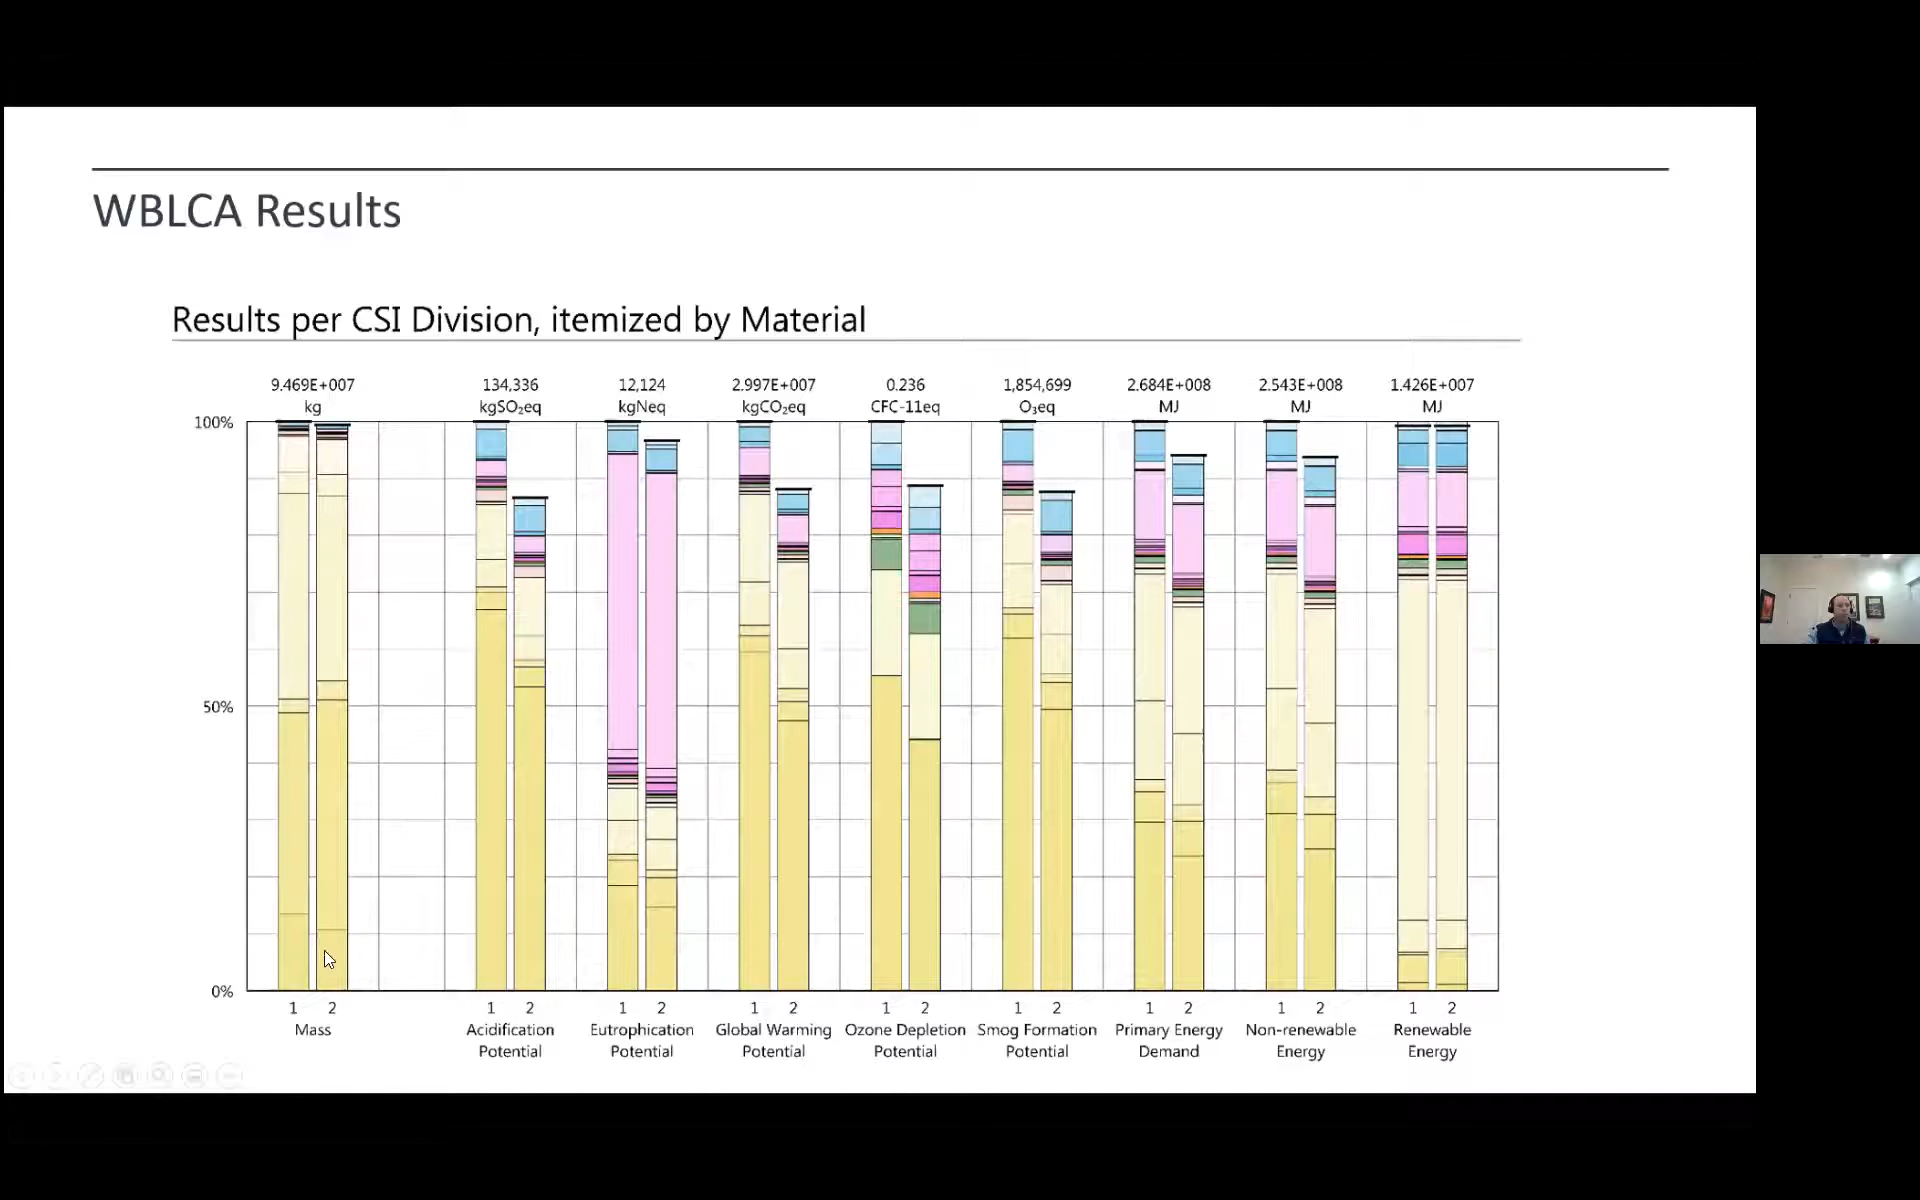 WBLCA Results
Results per CSI Division, itemized by Material
9.469E+007 134,336 12,124 2.997E+007 0.236 1,854,699 2.684E+008 2.543E+008 1.426E+007
kg kgSO₂eq kgNeq kgCO₂eq CFC-11eq O₃eq MJ MJ MJ
100%
50%
0%
1 2 1 2 1 2 1 2 1 2 1 2 1 2 1 2 1 2
Mass Acidification Eutrophication Global Warming Ozone Depletion Smog Formation Primary Energy Non-renewable Renewable
Potential Potential Potential Potential Potential Demand Energy Energy